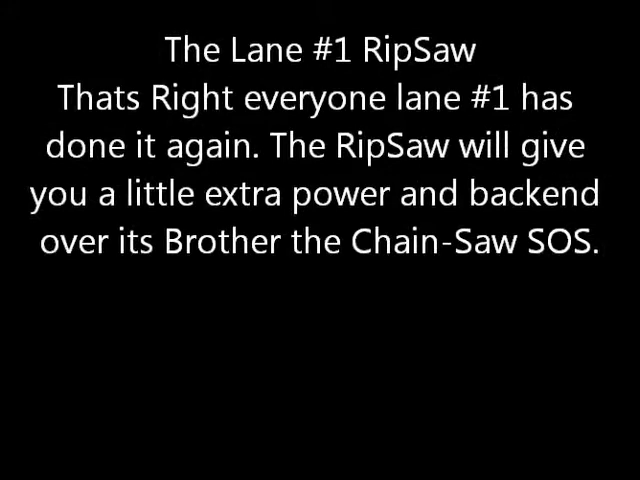 The Lane #1 RipSaw
Thats Right everyone lane #1 has
done it again. The RipSaw will give
you a little extra power and backend
over its Brother the Chain-Saw SOS.